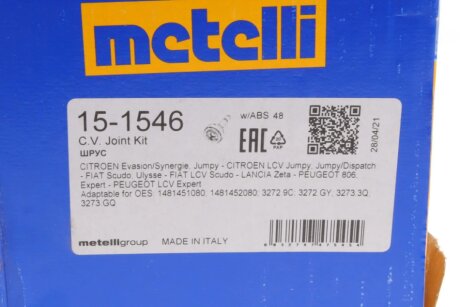 metelli
15-1546
w/ABS 48
C.V. Joint Kit
ШРУС
EAC
PAP
28/04/21
CITROEN Evasion/Synergie, Jumpy - CITROEN LCV Jumpy, Jumpy/Dispatch
- FIAT Scudo, Ulysse - FIAT LCV Scudo - LANCIA Zeta - PEUGEOT 806,
Expert - PEUGEOT LCV Expert
Adaptable for OES: 1481451080, 1481452080; 3272.9C, 3272.GY, 3273.3Q,
3273.GQ
metelligroup
MADE IN ITALY